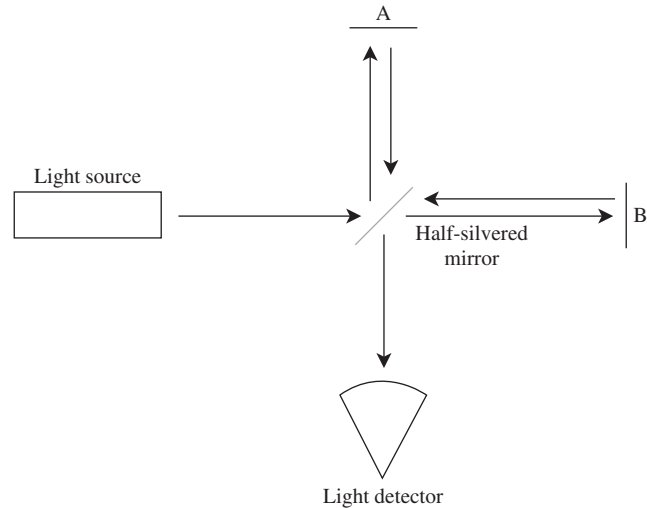 A
Light source
B
Half-silvered
mirror
Light detector